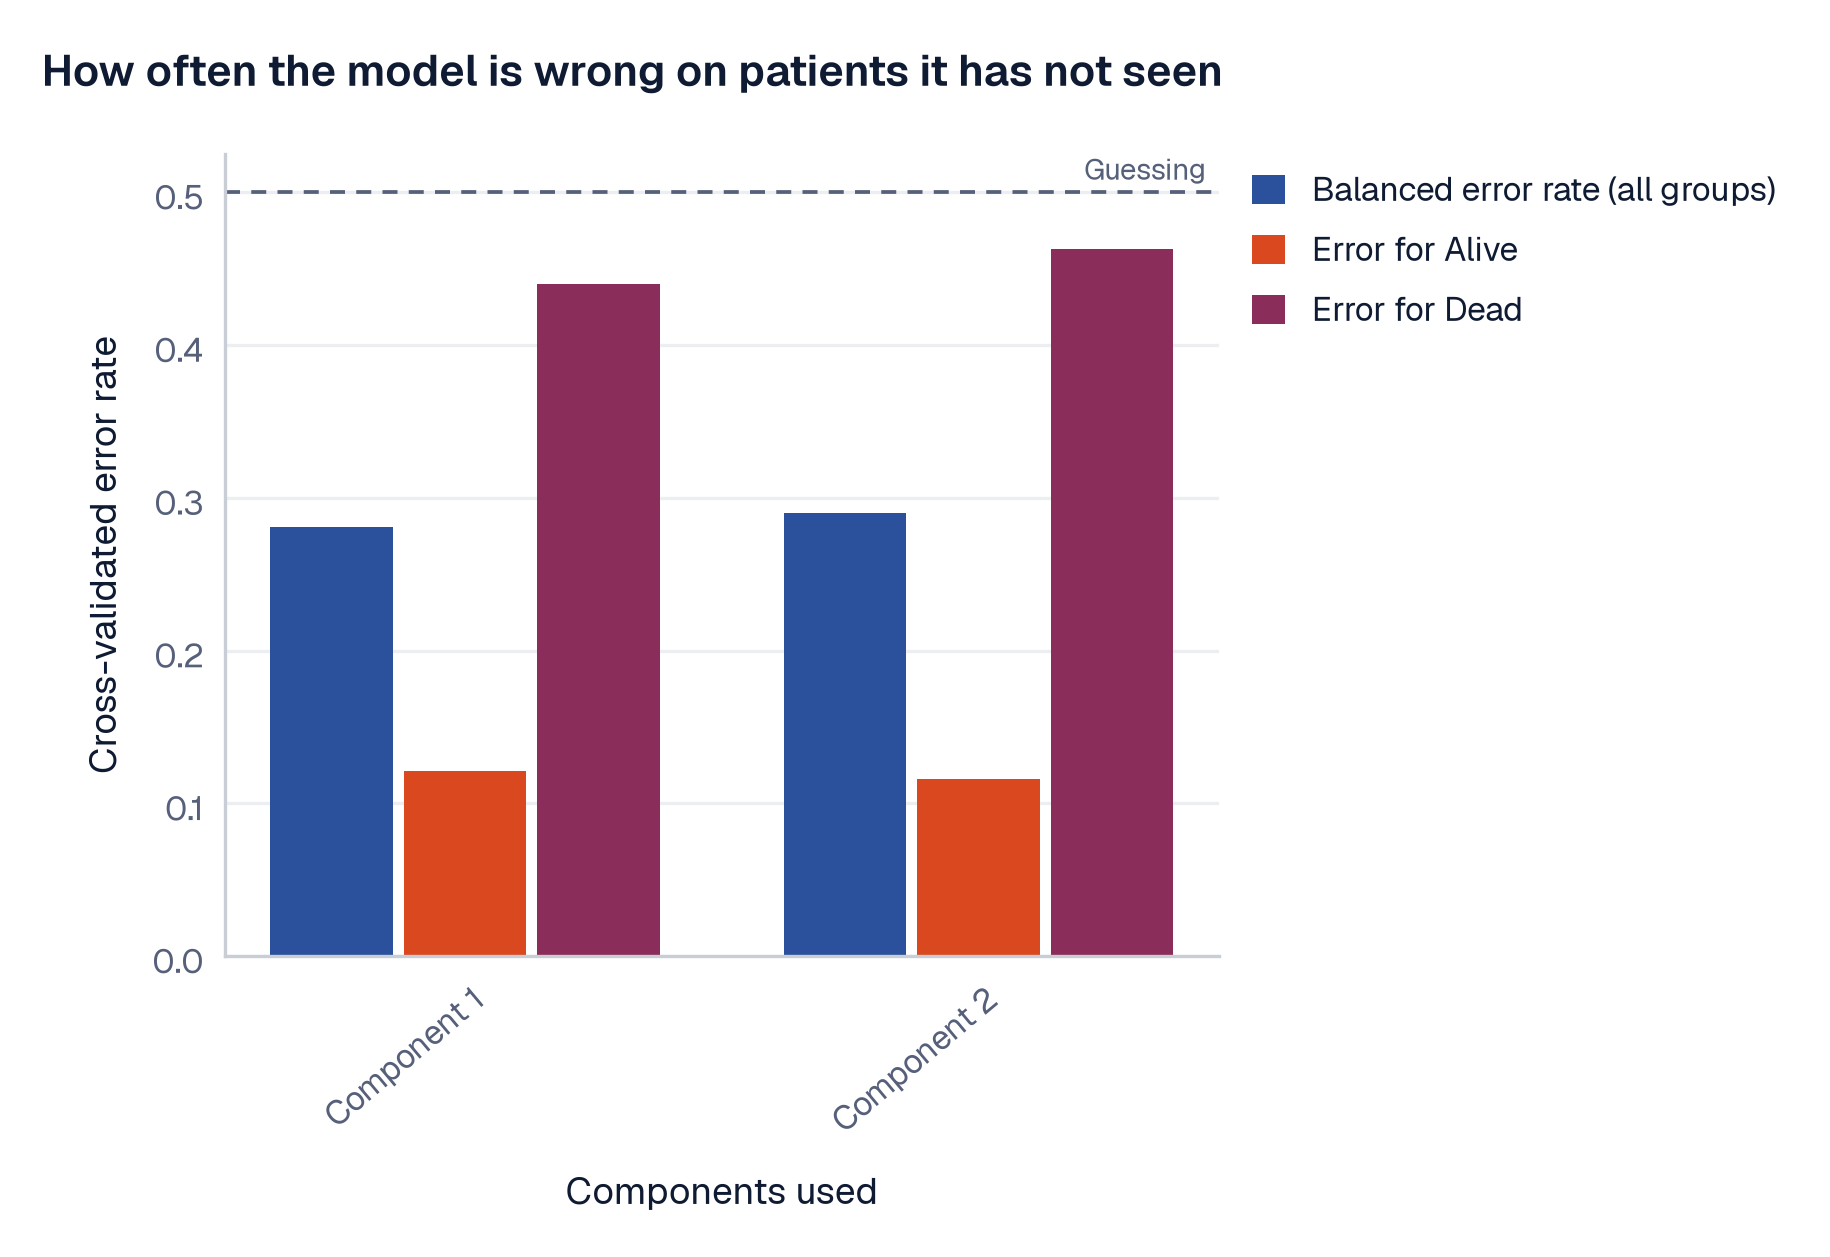 How often the model is wrong on patients it has not seen
Guessing
Balanced error rate (all groups)
Error for Alive
Error for Dead
Cross-validated error rate
0.5
0.4
0.3
0.2
0.1
0.0
Component 1
Component 2
Components used